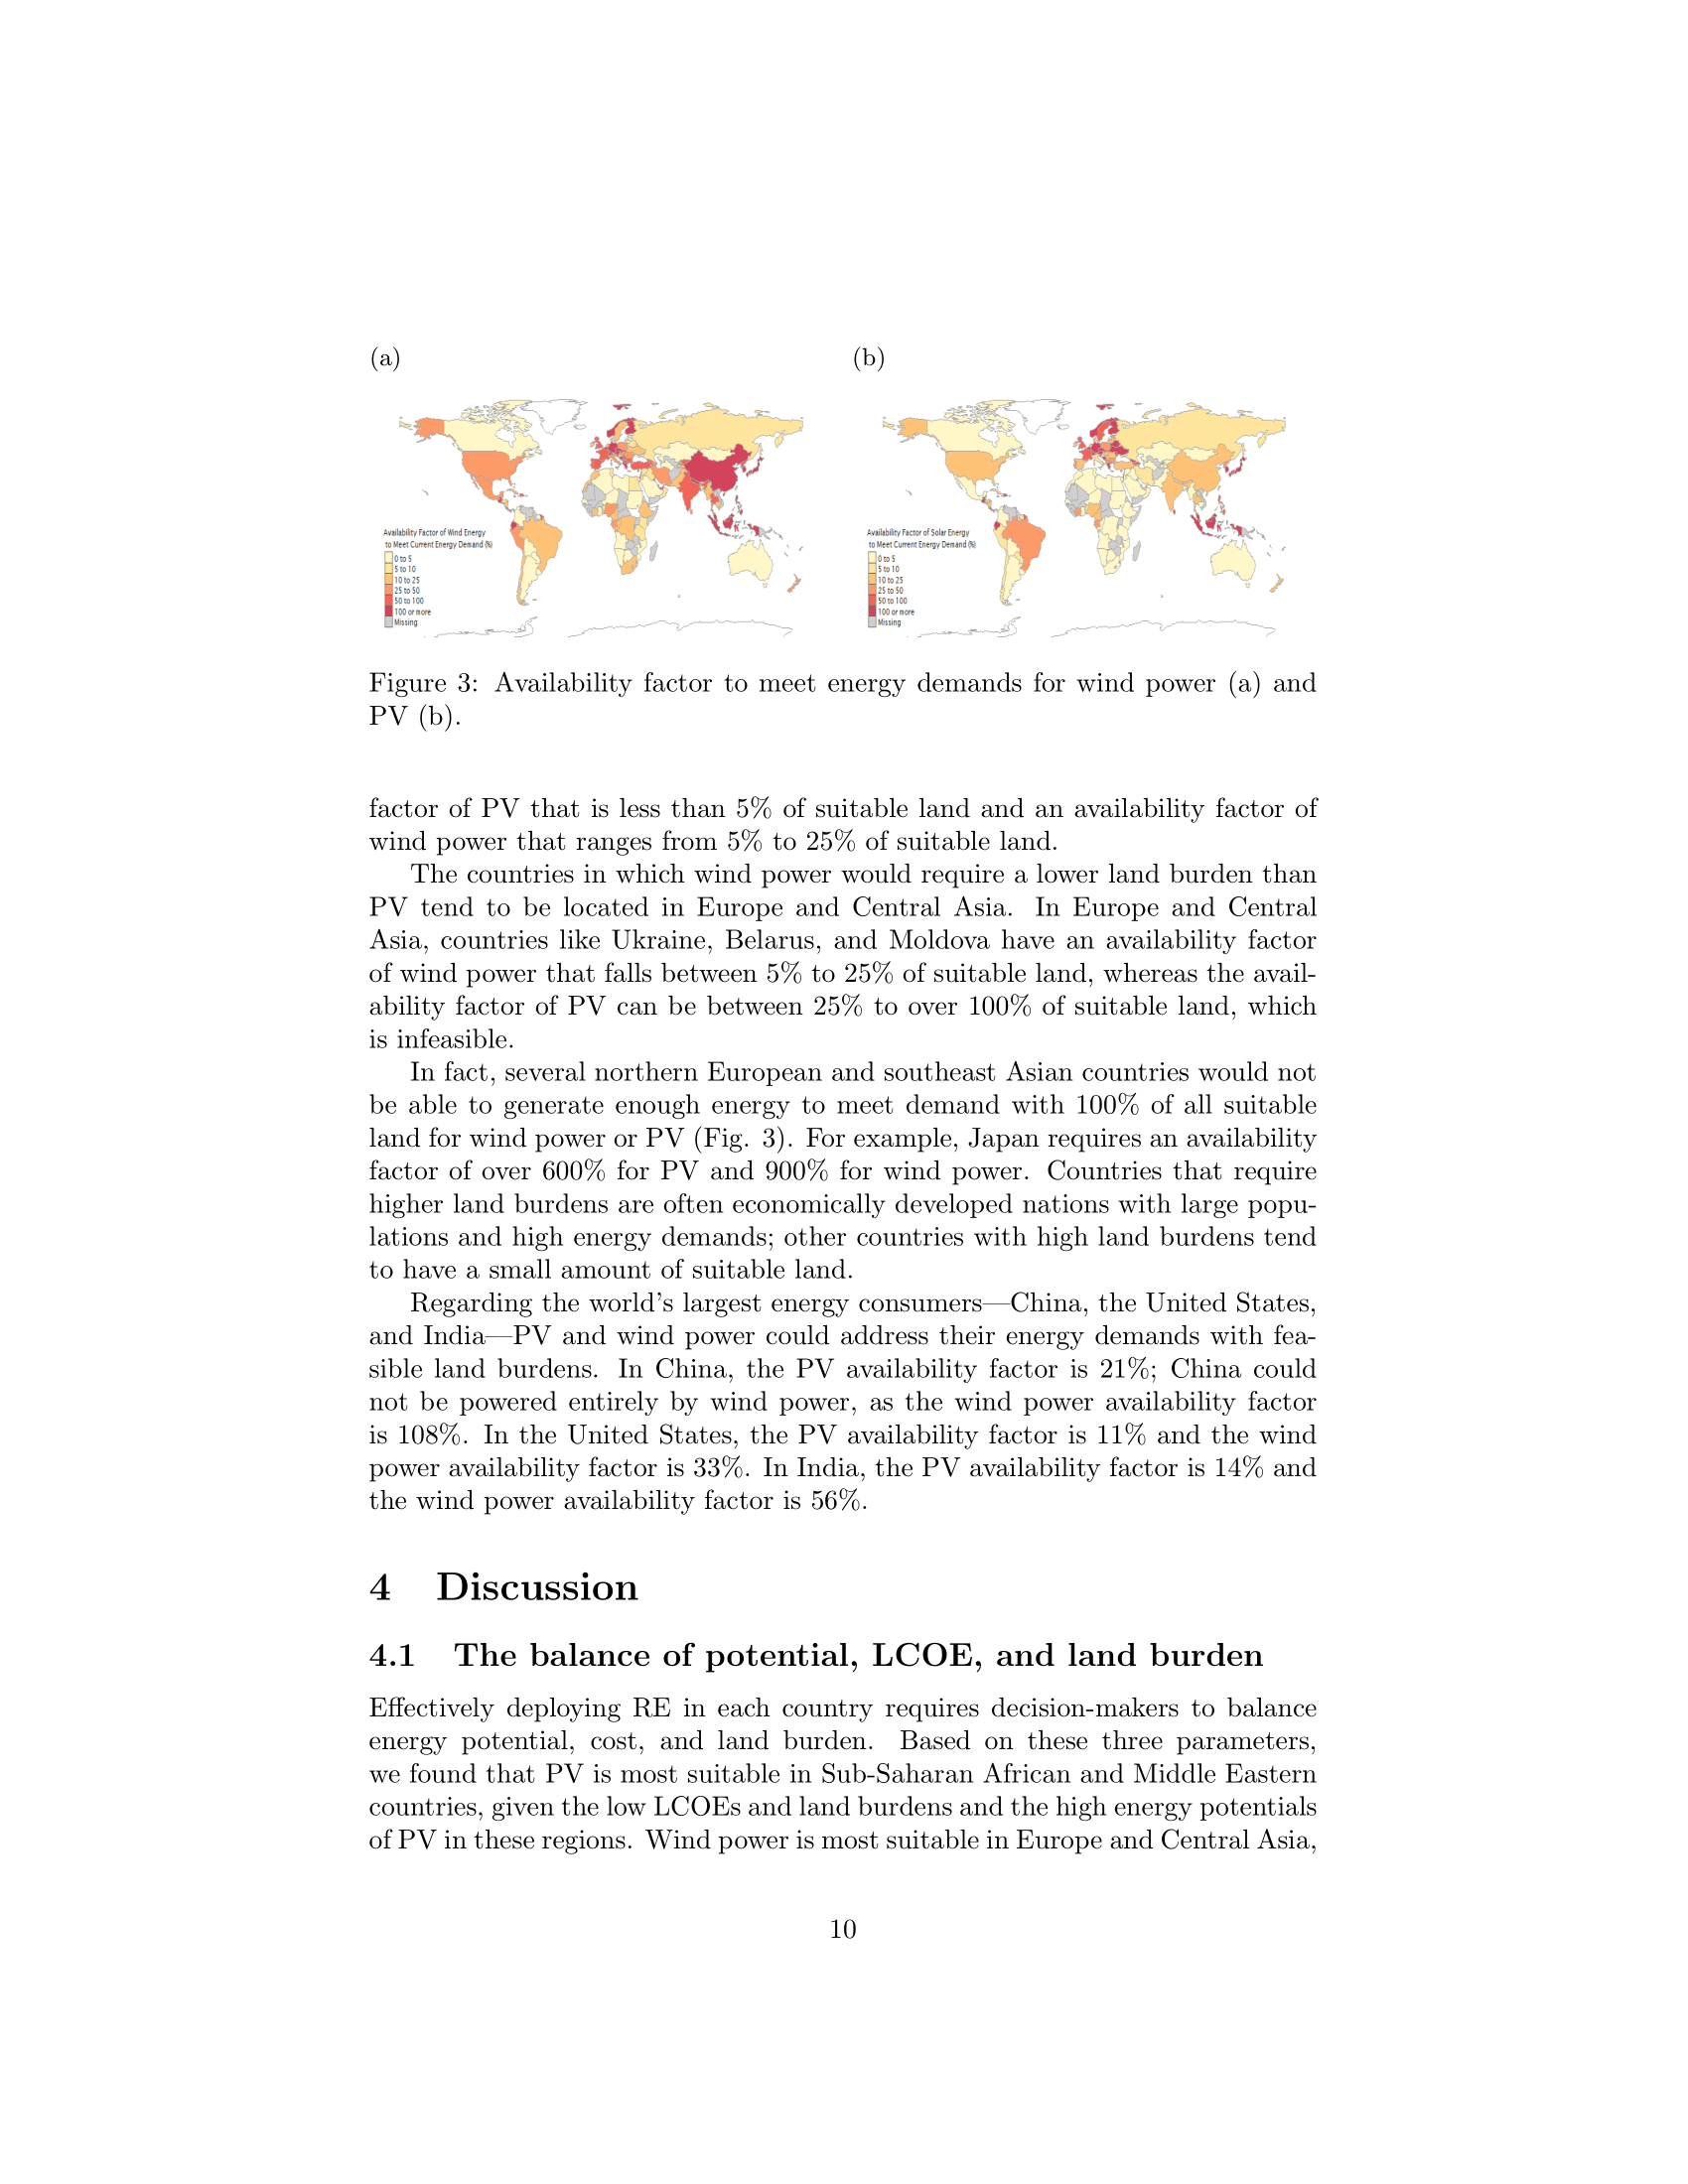 (a)
(b)
Availability Factor of Wind Energy
to Meet Current Energy Demand (%)
0 to 5
5 to 10
10 to 25
25 to 50
50 to 100
100 or more
Missing
Availability Factor of Solar Energy
to Meet Current Energy Demand (%)
0 to 5
5 to 10
10 to 25
25 to 50
50 to 100
100 or more
Missing
Figure 3: Availability factor to meet energy demands for wind power (a) and
PV (b).
factor of PV that is less than 5% of suitable land and an availability factor of
wind power that ranges from 5% to 25% of suitable land.
The countries in which wind power would require a lower land burden than
PV tend to be located in Europe and Central Asia. In Europe and Central
Asia, countries like Ukraine, Belarus, and Moldova have an availability factor
of wind power that falls between 5% to 25% of suitable land, whereas the avail-
ability factor of PV can be between 25% to over 100% of suitable land, which
is infeasible.
In fact, several northern European and southeast Asian countries would not
be able to generate enough energy to meet demand with 100% of all suitable
land for wind power or PV (Fig. 3). For example, Japan requires an availability
factor of over 600% for PV and 900% for wind power. Countries that require
higher land burdens are often economically developed nations with large popu-
lations and high energy demands; other countries with high land burdens tend
to have a small amount of suitable land.
Regarding the world's largest energy consumers—China, the United States,
and India—PV and wind power could address their energy demands with fea-
sible land burdens. In China, the PV availability factor is 21%; China could
not be powered entirely by wind power, as the wind power availability factor
is 108%. In the United States, the PV availability factor is 11% and the wind
power availability factor is 33%. In India, the PV availability factor is 14% and
the wind power availability factor is 56%.
4 Discussion
4.1 The balance of potential, LCOE, and land burden
Effectively deploying RE in each country requires decision-makers to balance
energy potential, cost, and land burden. Based on these three parameters,
we found that PV is most suitable in Sub-Saharan African and Middle Eastern
countries, given the low LCOEs and land burdens and the high energy potentials
of PV in these regions. Wind power is most suitable in Europe and Central Asia,
10